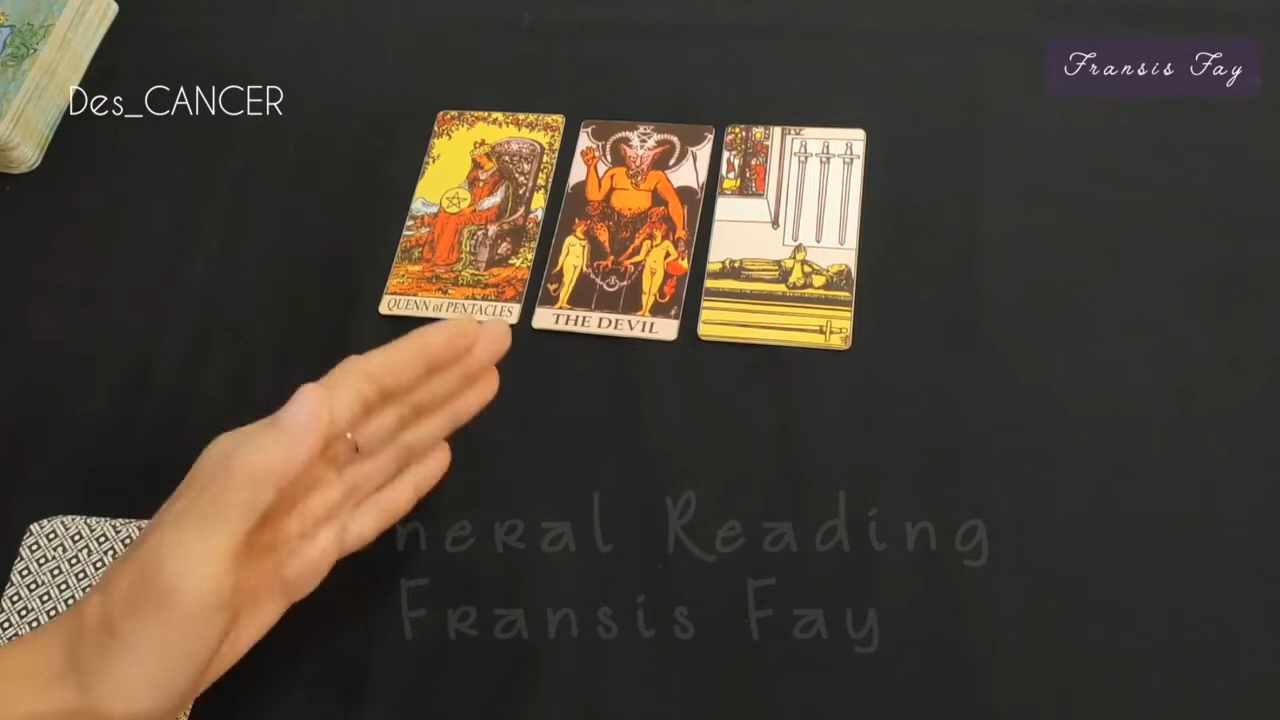 Des_CANCER
Fransis Fay
QUENN of PENTACLES
THE DEVIL
neral Reading
Fransis Fay